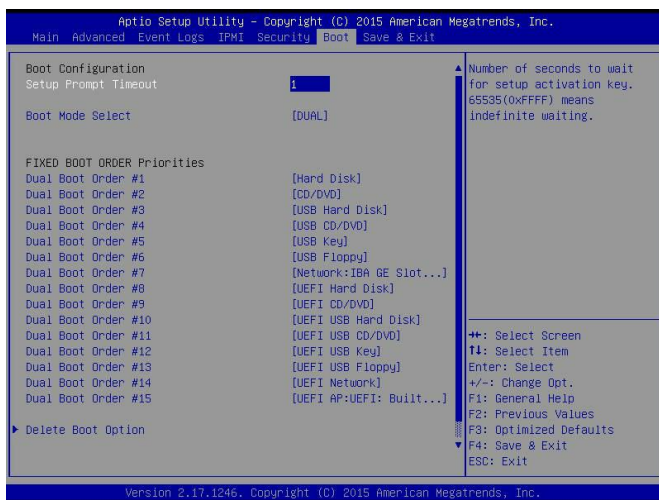 Aptio Setup Utility – Copyright (C) 2015 American Megatrends, Inc.
Main Advanced Event Logs IPMI Security Boot Save & Exit
Boot Configuration
Setup Prompt Timeout 1
Boot Mode Select [DUAL]
FIXED BOOT ORDER Priorities
Dual Boot Order #1 [Hard Disk]
Dual Boot Order #2 [CD/DVD]
Dual Boot Order #3 [USB Hard Disk]
Dual Boot Order #4 [USB CD/DVD]
Dual Boot Order #5 [USB Key]
Dual Boot Order #6 [USB Floppy]
Dual Boot Order #7 [Network:IBA GE Slot...]
Dual Boot Order #8 [UEFI Hard Disk]
Dual Boot Order #9 [UEFI CD/DVD]
Dual Boot Order #10 [UEFI USB Hard Disk]
Dual Boot Order #11 [UEFI USB CD/DVD]
Dual Boot Order #12 [UEFI USB Key]
Dual Boot Order #13 [UEFI USB Floppy]
Dual Boot Order #14 [UEFI Network]
Dual Boot Order #15 [UEFI AP:UEFI: Built...]
Delete Boot Option
Number of seconds to wait
for setup activation key.
65535(0xFFFF) means
indefinite waiting.
→←: Select Screen
↑↓: Select Item
Enter: Select
+/-: Change Opt.
F1: General Help
F2: Previous Values
F3: Optimized Defaults
F4: Save & Exit
ESC: Exit
Version 2.17.1246. Copyright (C) 2015 American Megatrends, Inc.